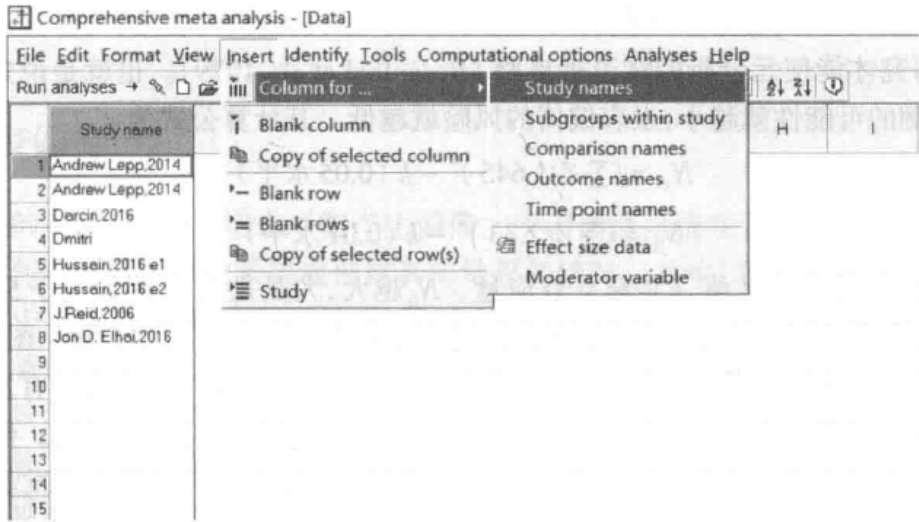 Comprehensive meta analysis - [Data]
File Edit Format View Insert Identify Tools Computational options Analyses Help
Run analyses
Column for ...
Study names
Blank column
Subgroups within study
Copy of selected column
Comparison names
Blank row
Outcome names
Blank rows
Time point names
Copy of selected row(s)
Effect size data
Study
Moderator variable
Study name
H
I
1 Andrew Lepp,2014
2 Andrew Lepp,2014
3 Darcin,2016
4 Dmitri
5 Hussein,2016 e1
6 Hussein,2016 e2
7 J.Reid,2006
8 Jon D. Elhai,2016
9
10
11
12
13
14
15